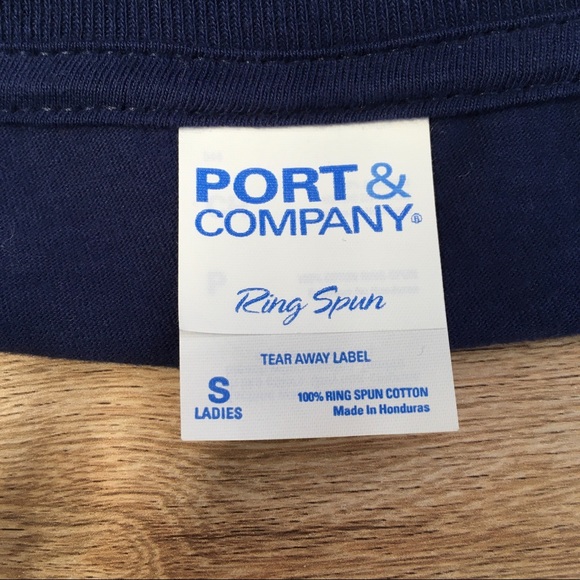 PORT &
COMPANY®
Ring Spun
TEAR AWAY LABEL
S
LADIES
100% RING SPUN COTTON
Made In Honduras